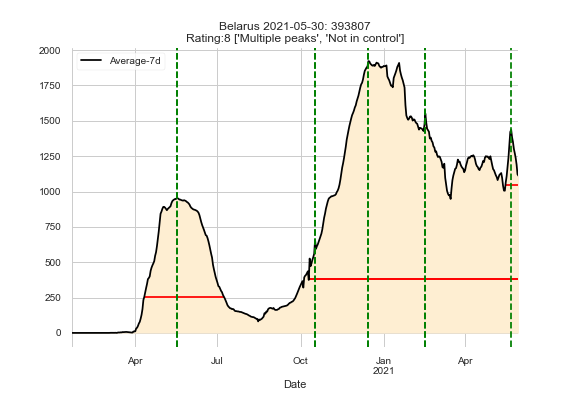 Belarus 2021-05-30: 393807
Rating:8 ['Multiple peaks', 'Not in control']
Average-7d
2000
1750
1500
1250
1000
750
500
250
0
Apr
Jul
Oct
Jan
2021
Apr
Date